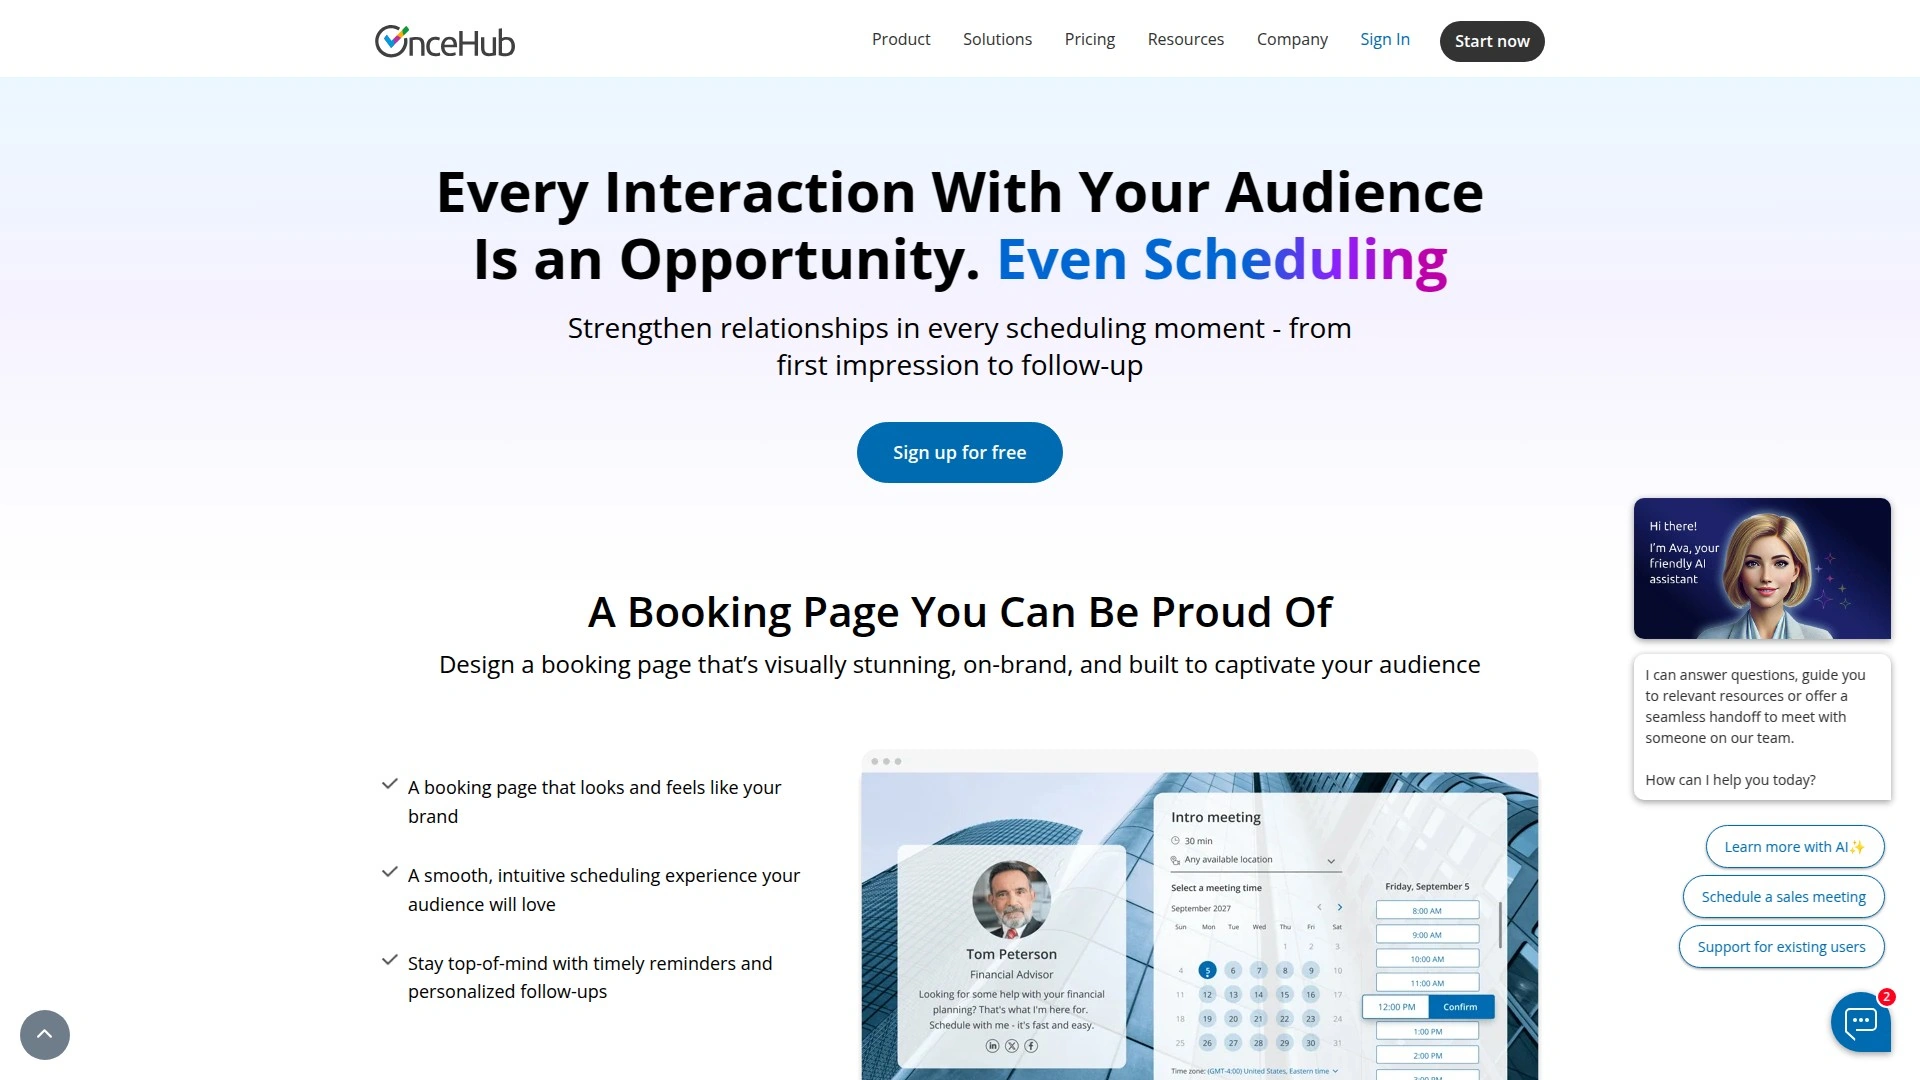 OnceHub
Product
Solutions
Pricing
Resources
Company
Sign In
Start now
Every Interaction With Your Audience
Is an Opportunity. Even Scheduling
Strengthen relationships in every scheduling moment - from
first impression to follow-up
Sign up for free
A Booking Page You Can Be Proud Of
Design a booking page that’s visually stunning, on-brand, and built to captivate your audience
A booking page that looks and feels like your
brand
A smooth, intuitive scheduling experience your
audience will love
Stay top-of-mind with timely reminders and
personalized follow-ups
Tom Peterson
Financial Advisor
Looking for some help with your financial
planning? That's what I'm here for.
Schedule with me - it's fast and easy.
Intro meeting
30 min
Any available location
Select a meeting time
September 2027
Sun Mon Tue Wed Thu Fri Sat
1 2 3
4 5 6 7 8 9 10
11 12 13 14 15 16 17
18 19 20 21 22 23 24
25 26 27 28 29 30 31
Time zone: (GMT-4:00) United States, Eastern time
Friday, September 5
8:00 AM
9:00 AM
10:00 AM
11:00 AM
12:00 PM Confirm
1:00 PM
2:00 PM
3:00 PM
Hi there!
I'm Ava, your
friendly AI
assistant
I can answer questions, guide you
to relevant resources or offer a
seamless handoff to meet with
someone on our team.
How can I help you today?
Learn more with AI✨
Schedule a sales meeting
Support for existing users
2